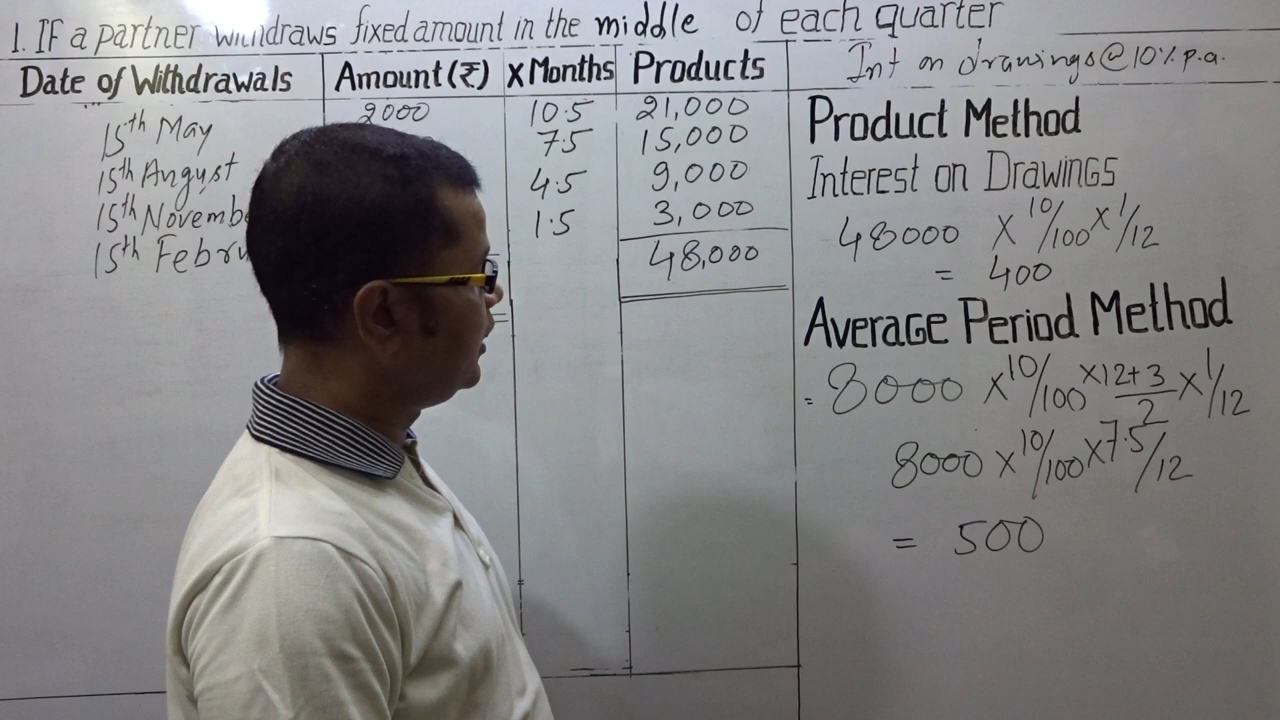 1. IF a partner withdraws fixed amount in the middle of each quarter
Date of Withdrawals Amount (₹) X Months Products
Int on drawings @ 10% p.a.
2000 10.5 21,000
15th May 7.5 15,000
15th August 4.5 9,000
15th Novembe 1.5 3,000
15th Febru 48,000
Product Method
Interest on Drawings
48000 X 10/100 X 1/12
= 400
Average Period Method
= 8000 X 10/100 X 12+3/2 X 1/12
8000 X 10/100 X 7.5/12
= 500